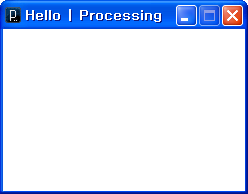 Hello | Processing